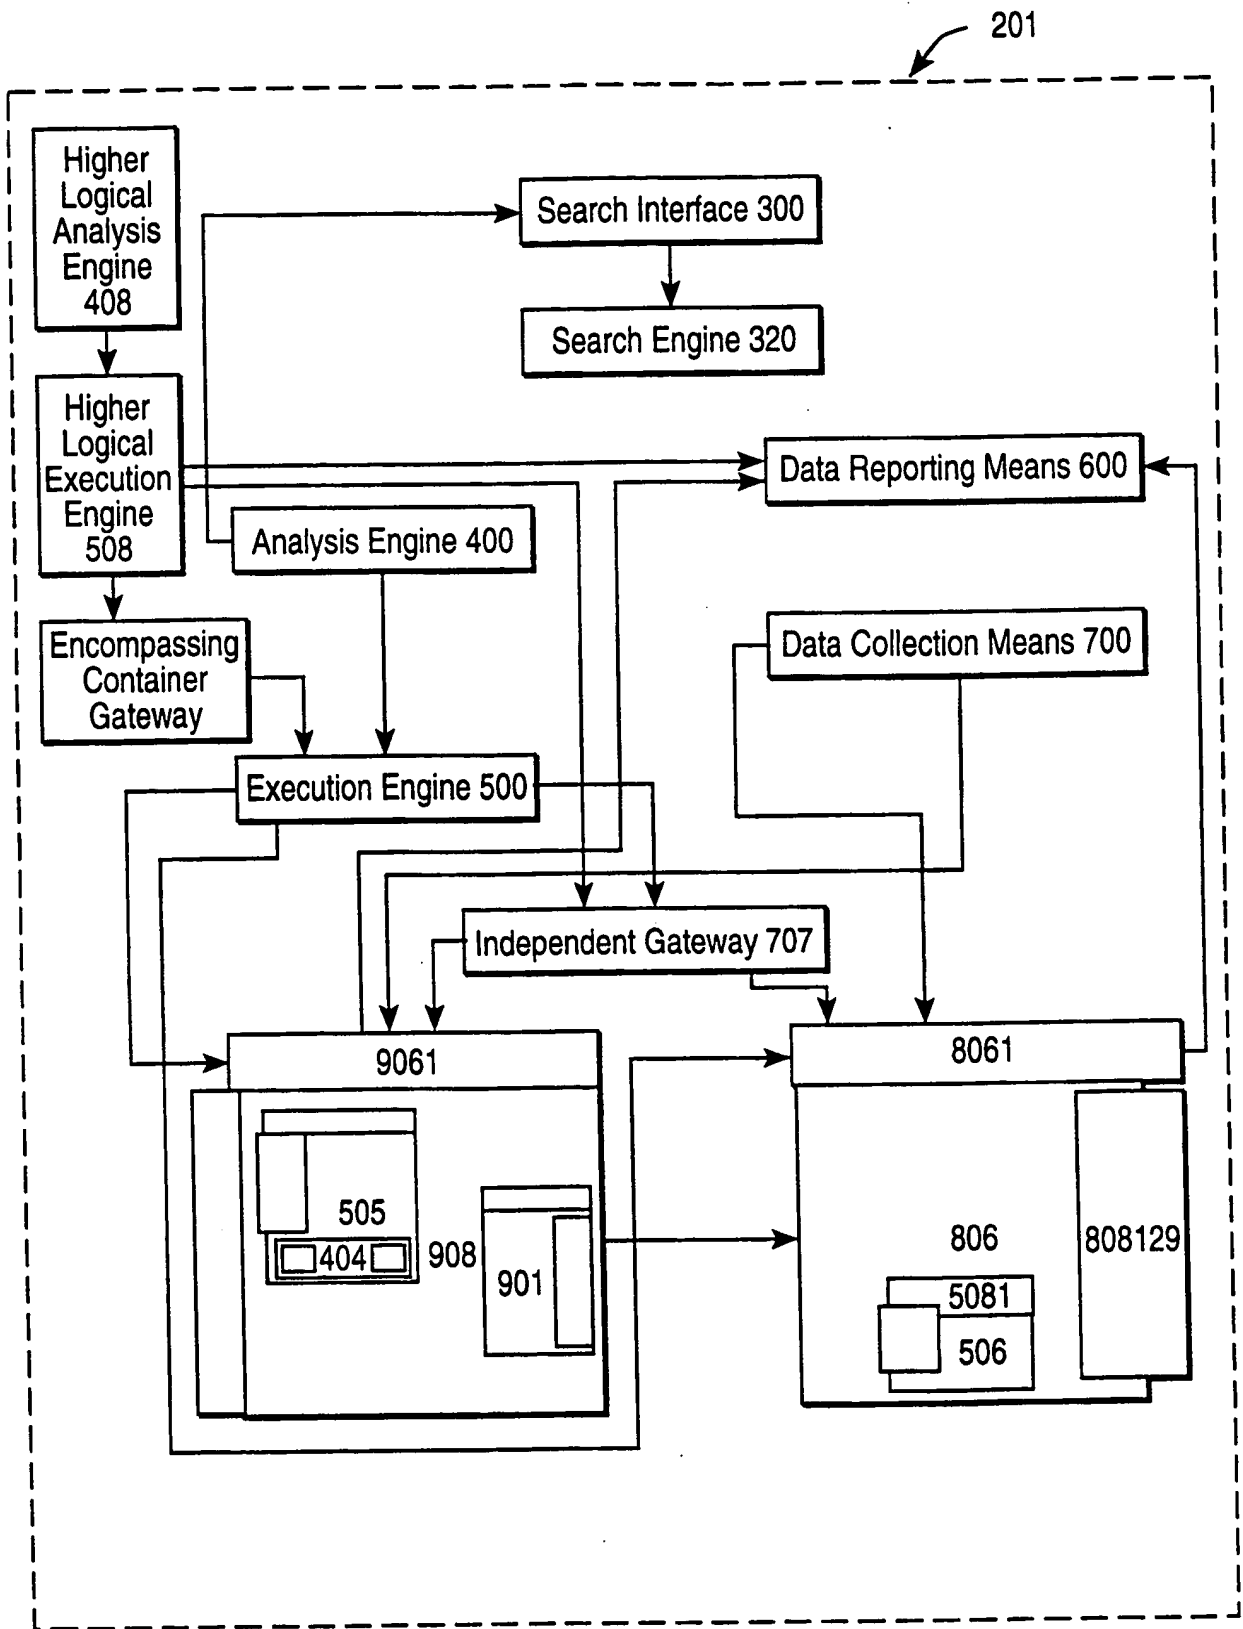 201
Higher
Logical
Analysis
Engine
408
Search Interface 300
Search Engine 320
Higher
Logical
Execution
Engine
508
Data Reporting Means 600
Analysis Engine 400
Encompassing
Container
Gateway
Data Collection Means 700
Execution Engine 500
Independent Gateway 707
9061
8061
505
404
908
901
806
808129
5081
506